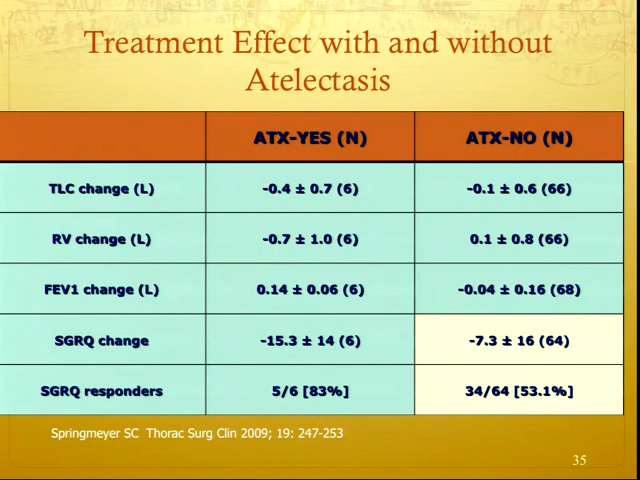 Treatment Effect with and without
Atelectasis
ATX-YES (N) ATX-NO (N)
TLC change (L) -0.4 ± 0.7 (6) -0.1 ± 0.6 (66)
RV change (L) -0.7 ± 1.0 (6) 0.1 ± 0.8 (66)
FEV1 change (L) 0.14 ± 0.06 (6) -0.04 ± 0.16 (68)
SGRQ change -15.3 ± 14 (6) -7.3 ± 16 (64)
SGRQ responders 5/6 [83%] 34/64 [53.1%]
Springmeyer SC Thorac Surg Clin 2009; 19: 247-253
35